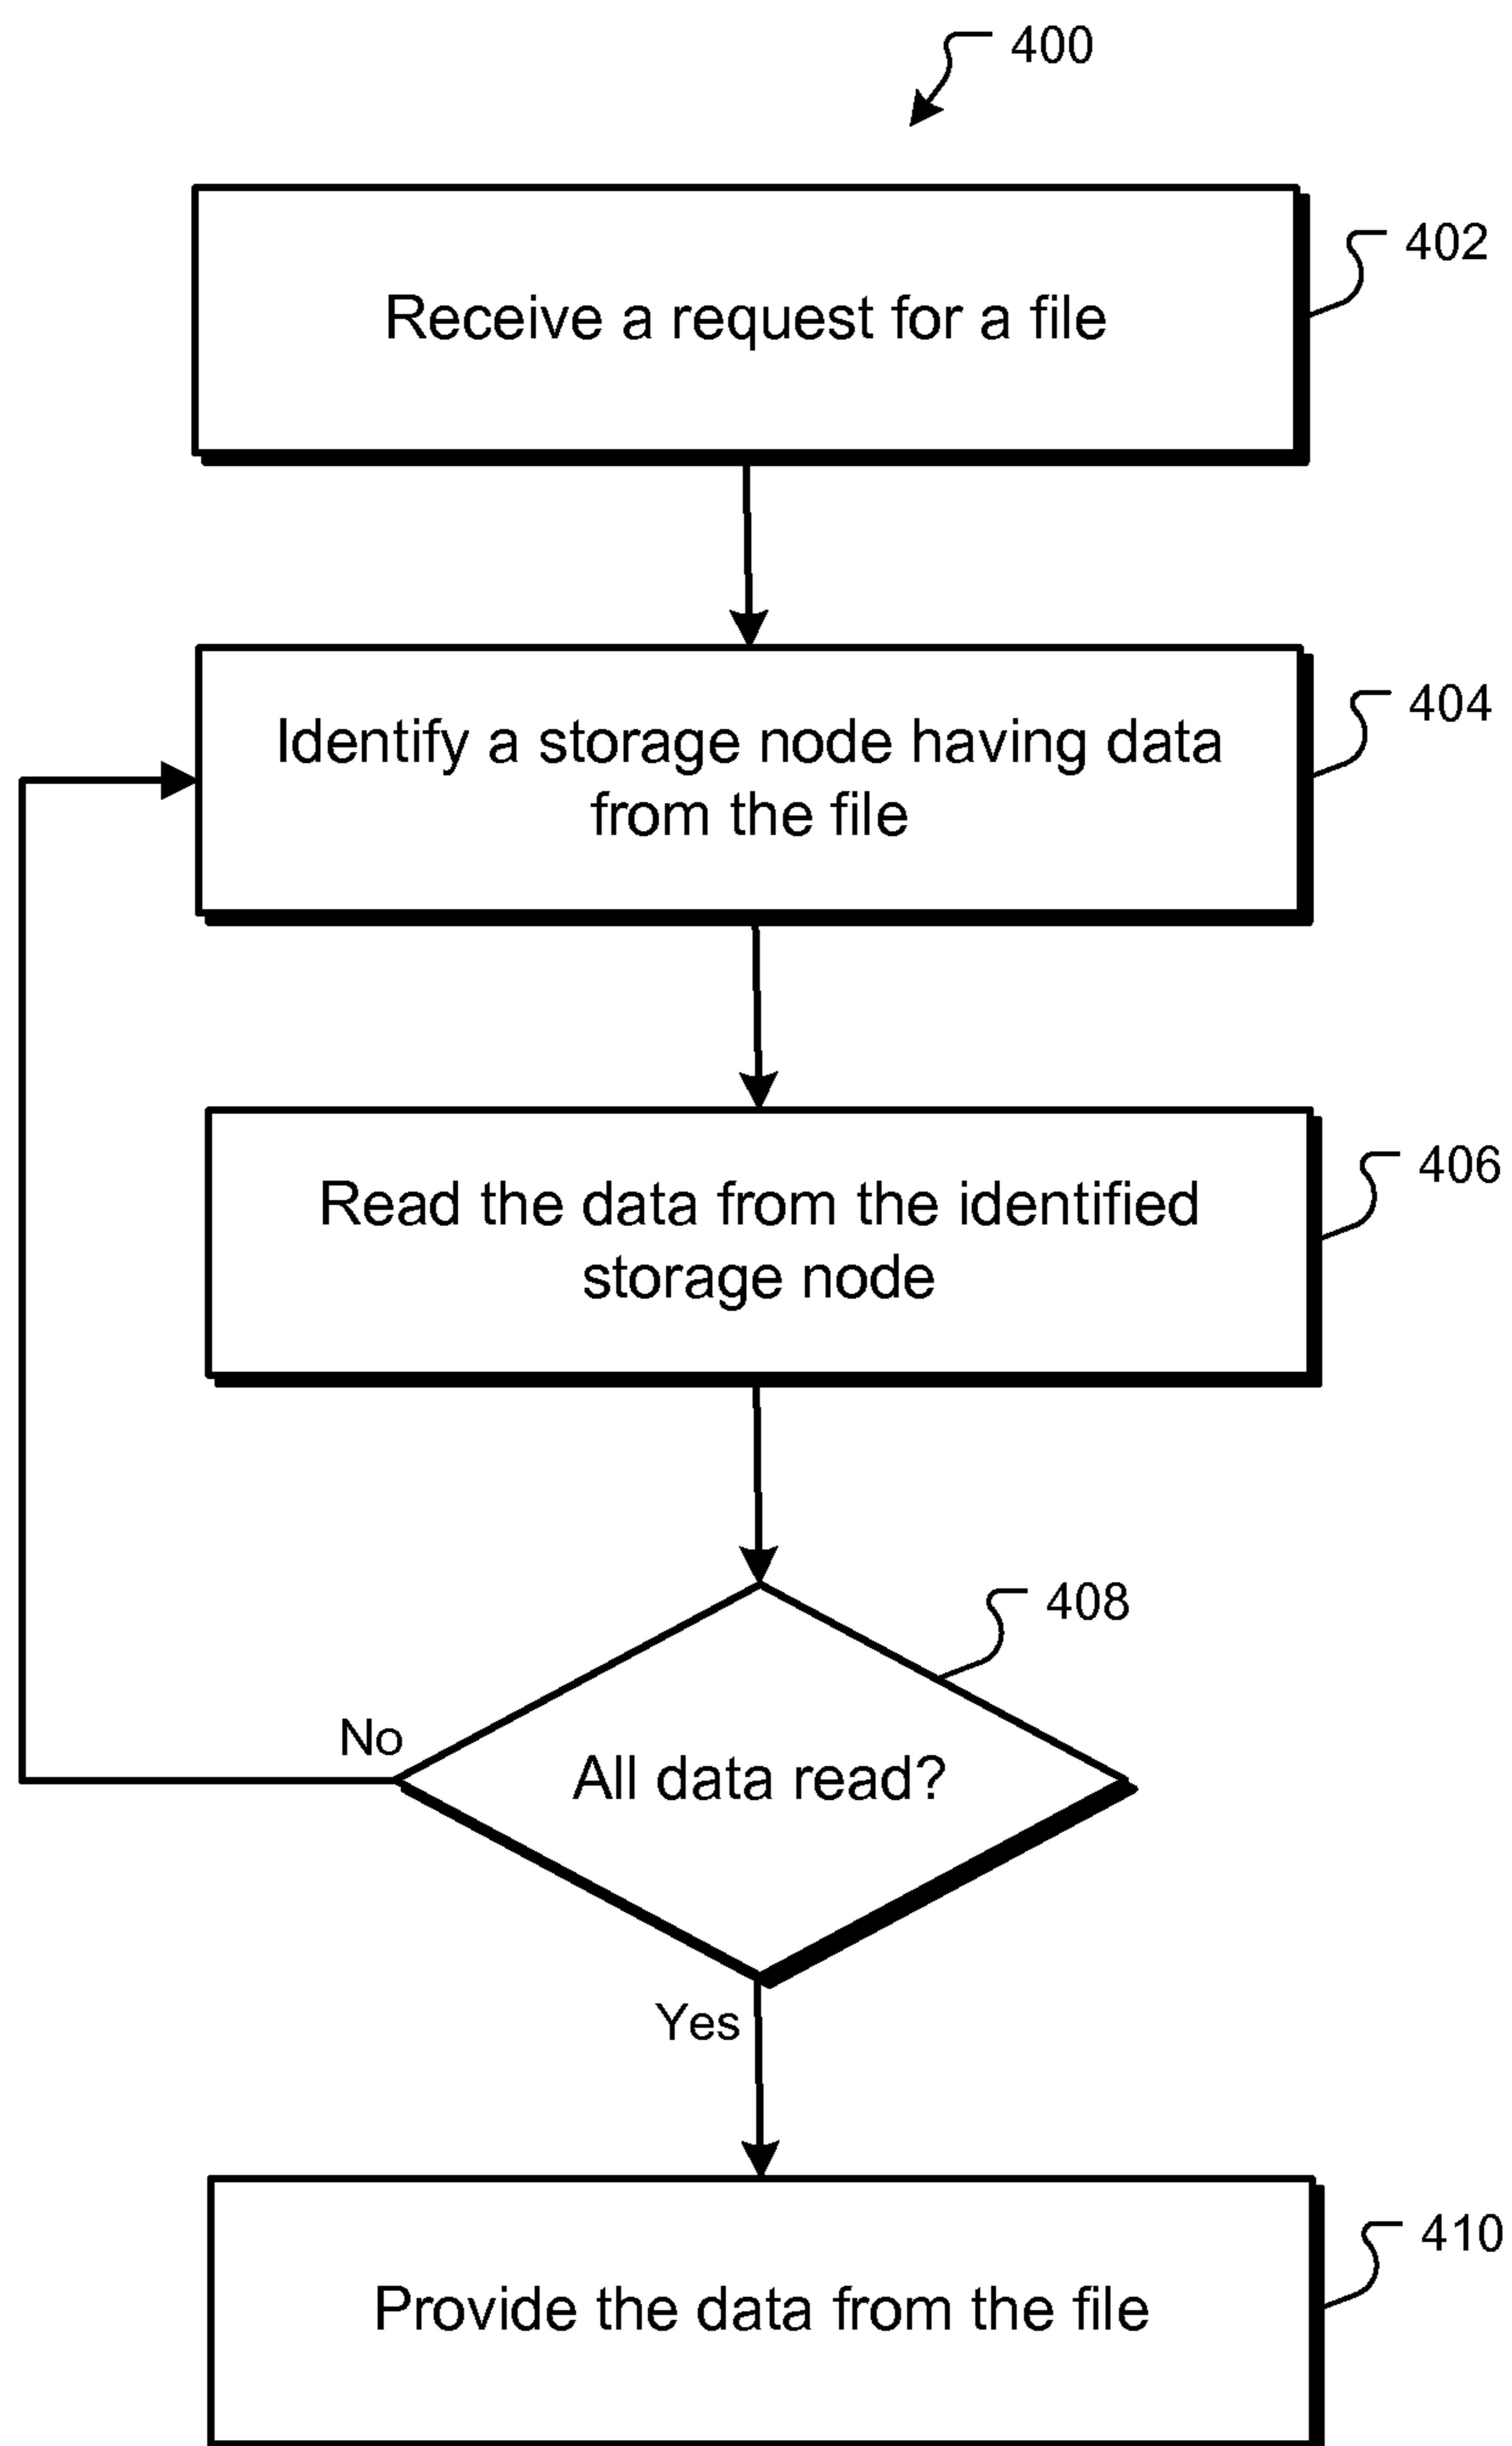 400
Receive a request for a file
402
Identify a storage node having data
from the file
404
Read the data from the identified
storage node
406
408
No
All data read?
Yes
Provide the data from the file
410